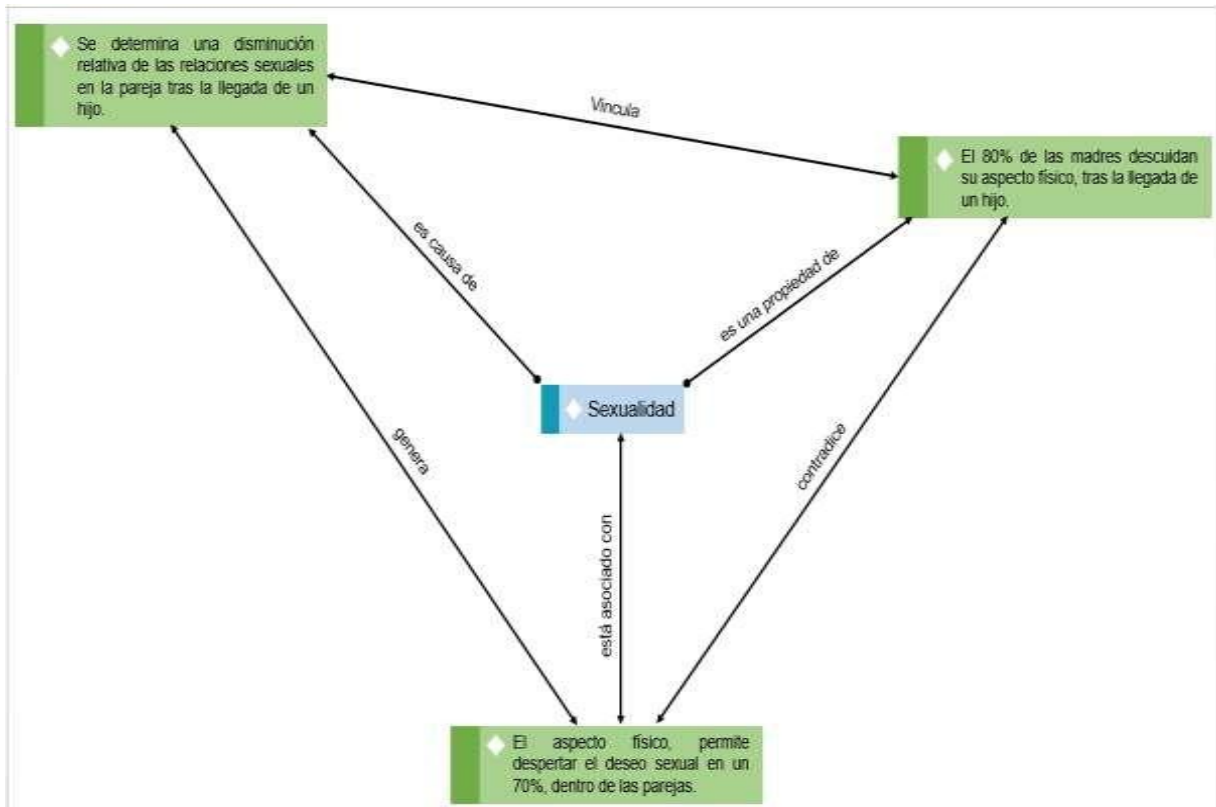 Se determina una disminución
relativa de las relaciones sexuales
en la pareja tras la llegada de un
hijo.
Vincula
El 80% de las madres descuidan
su aspecto físico, tras la llegada de
un hijo.
es causa de
es una propiedad de
Sexualidad
genera
contradice
está asociado con
El aspecto físico, permite
despertar el deseo sexual en un
70%, dentro de las parejas.